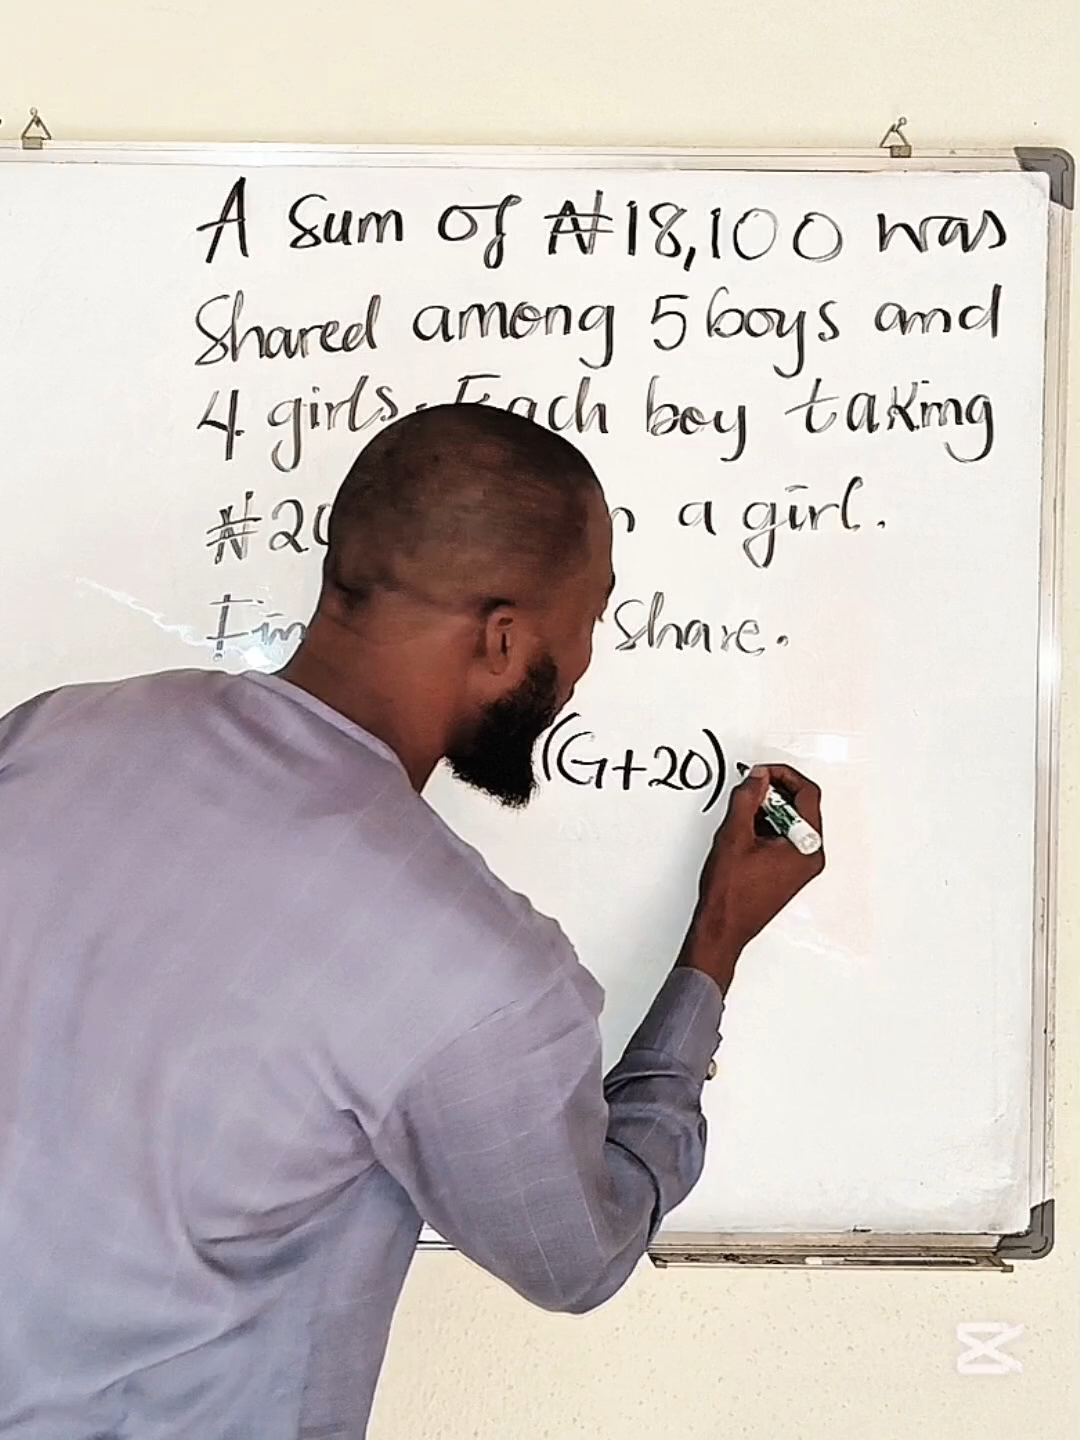 A sum of ₦18,100 was
Shared among 5 boys and
4 girls. Each boy taking
₦20 a girl.
share.
(G+20)